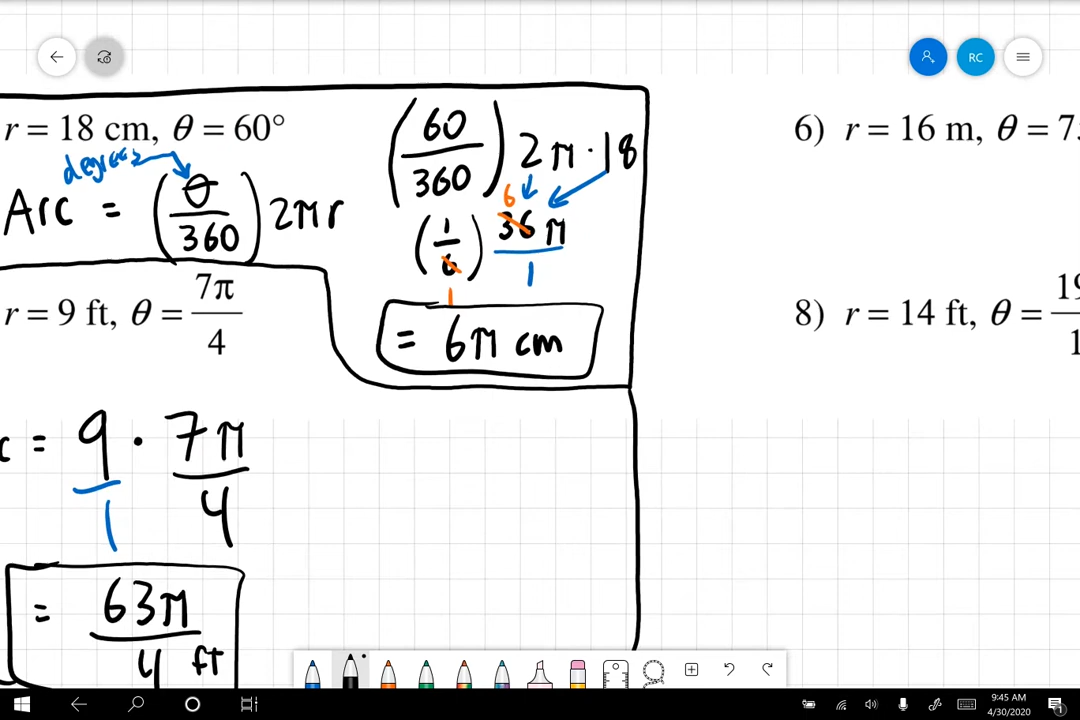 RC
r = 18 cm, θ = 60°
degrees
Arc = (θ/360) 2πr
(60/360) 2π · 18
(1/6) 36π/1
6
1
= 6π cm
r = 9 ft, θ = 7π/4
= 9/1 · 7π/4
= 63π/4 ft
6) r = 16 m, θ = 7
8) r = 14 ft, θ =
9:45 AM
4/30/2020